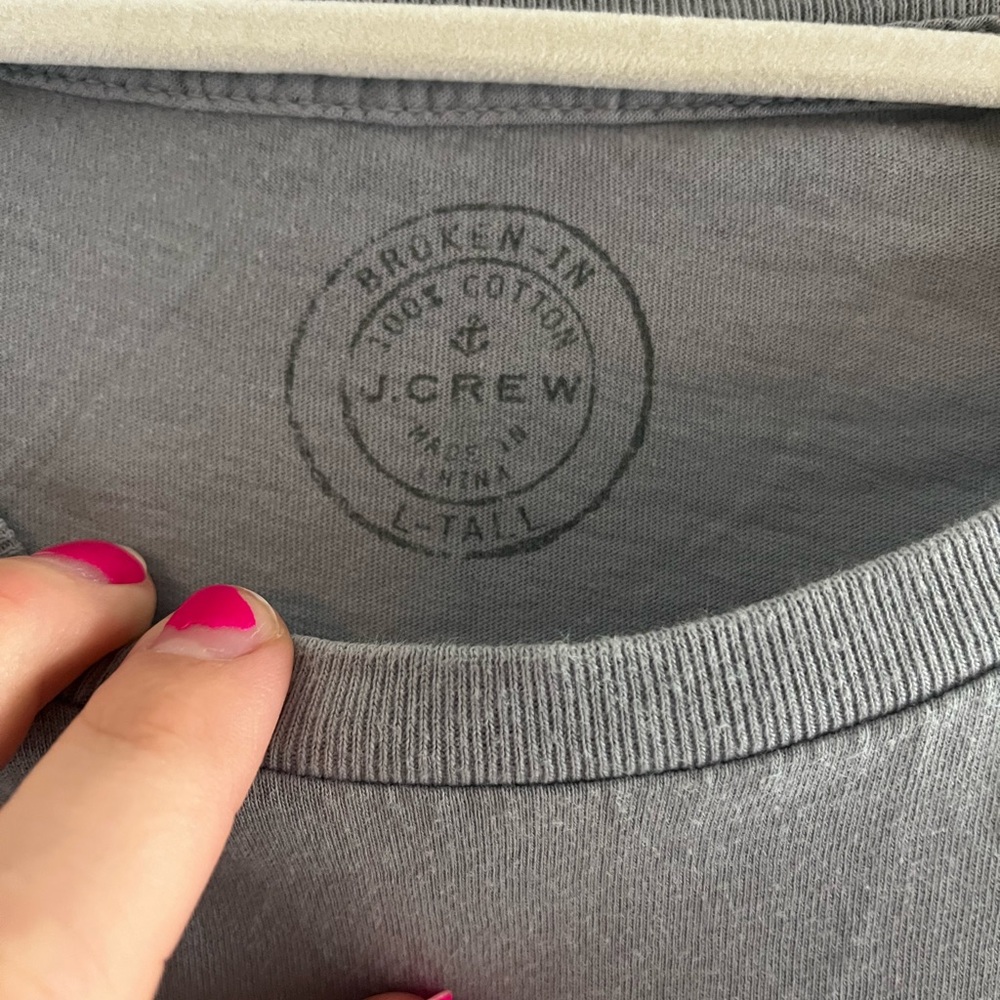 BROKEN-IN
100% COTTON
J.CREW
MADE IN
CHINA
L-TALL